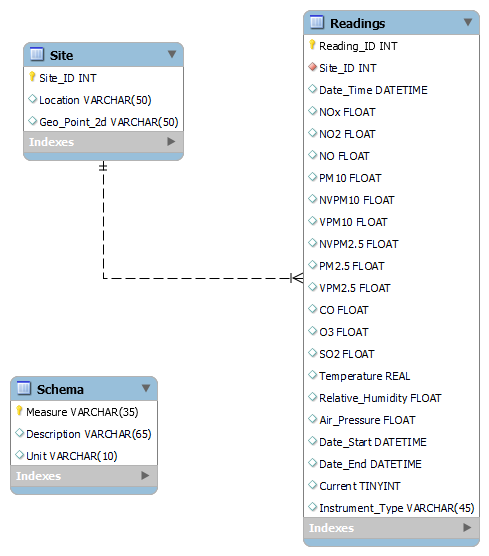 Site
Site_ID INT
Location VARCHAR(50)
Geo_Point_2d VARCHAR(50)
Indexes
Readings
Reading_ID INT
Site_ID INT
Date_Time DATETIME
NOx FLOAT
NO2 FLOAT
NO FLOAT
PM10 FLOAT
NVPM10 FLOAT
VPM10 FLOAT
NVPM2.5 FLOAT
PM2.5 FLOAT
VPM2.5 FLOAT
CO FLOAT
O3 FLOAT
SO2 FLOAT
Temperature REAL
Relative_Humidity FLOAT
Air_Pressure FLOAT
Date_Start DATETIME
Date_End DATETIME
Current TINYINT
Instrument_Type VARCHAR(45)
Indexes
Schema
Measure VARCHAR(35)
Description VARCHAR(65)
Unit VARCHAR(10)
Indexes